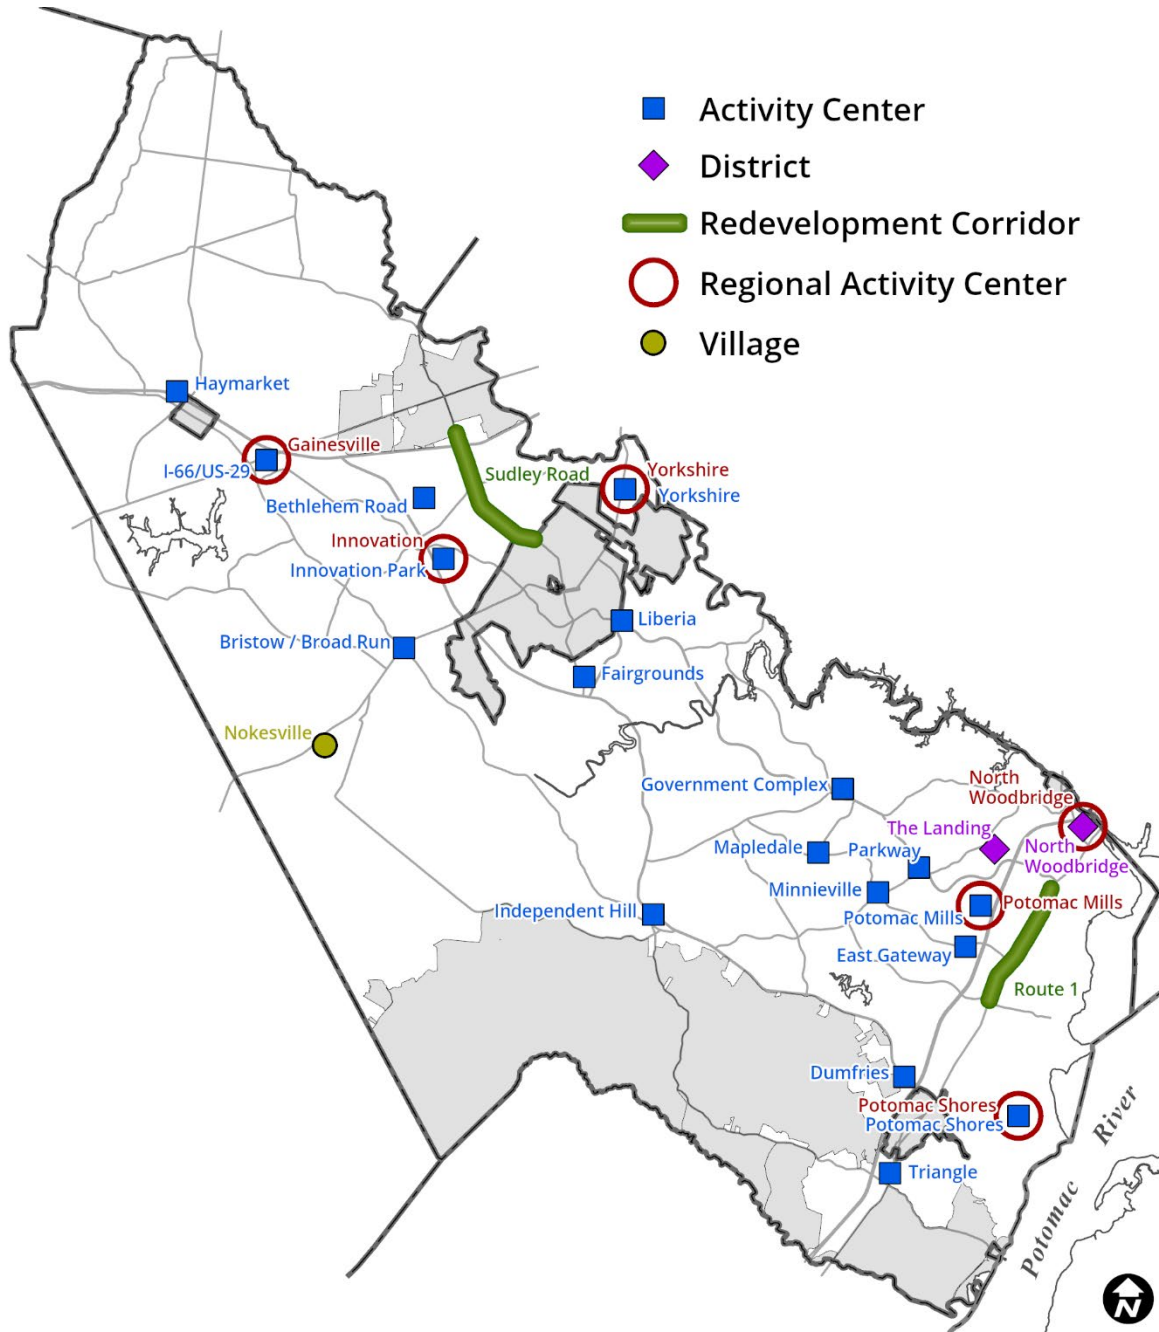 Activity Center
District
Redevelopment Corridor
Regional Activity Center
Village
Haymarket
Gainesville
I-66/US-29
Sudley Road
Yorkshire
Yorkshire
Bethlehem Road
Innovation
Innovation Park
Liberia
Bristow / Broad Run
Fairgrounds
Nokesville
Government Complex
North
Woodbridge
The Landing
Mapledale
Parkway
North
Woodbridge
Minnieville
Potomac Mills
Potomac Mills
Independent Hill
East Gateway
Route 1
Dumfries
Potomac Shores
Potomac Shores
Triangle
Potomac River
N